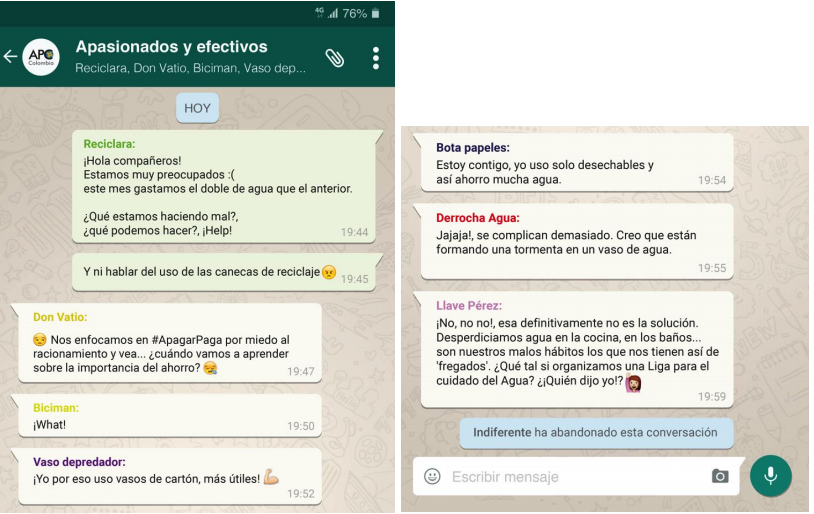 4G 76%
APC
Colombia
Apasionados y efectivos
Reciclara, Don Vatio, Biciman, Vaso dep...
HOY
Reciclara:
¡Hola compañeros!
Estamos muy preocupados :(
este mes gastamos el doble de agua que el anterior.
¿Qué estamos haciendo mal?,
¿qué podemos hacer?, ¡Help!
19:44
Y ni hablar del uso de las canecas de reciclaje😠
19:45
Don Vatio:
😒 Nos enfocamos en #ApagarPaga por miedo al
racionamiento y vea... ¿cuándo vamos a aprender
sobre la importancia del ahorro? 😪
19:47
Biciman:
¡What!
19:50
Vaso depredador:
¡Yo por eso uso vasos de cartón, más útiles! 💪
19:52
Bota papeles:
Estoy contigo, yo uso solo desechables y
así ahorro mucha agua.
19:54
Derrocha Agua:
Jajaja!, se complican demasiado. Creo que están
formando una tormenta en un vaso de agua.
19:55
Llave Pérez:
¡No, no no!, esa definitivamente no es la solución.
Desperdiciamos agua en la cocina, en los baños...
son nuestros malos hábitos los que nos tienen así de
'fregados'. ¿Qué tal si organizamos una Liga para el
cuidado del Agua? ¿¡Quién dijo yo!? 🙋
19:59
Indiferente ha abandonado esta conversación
Escribir mensaje